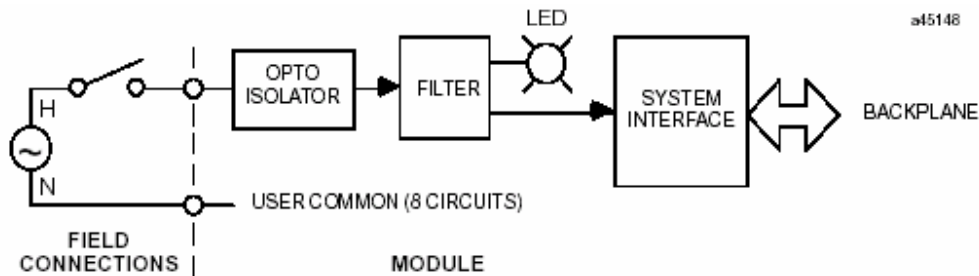 LED
a45148
OPTO
ISOLATOR
FILTER
SYSTEM
INTERFACE
BACKPLANE
H
~
N
USER COMMON (8 CIRCUITS)
FIELD
CONNECTIONS
MODULE